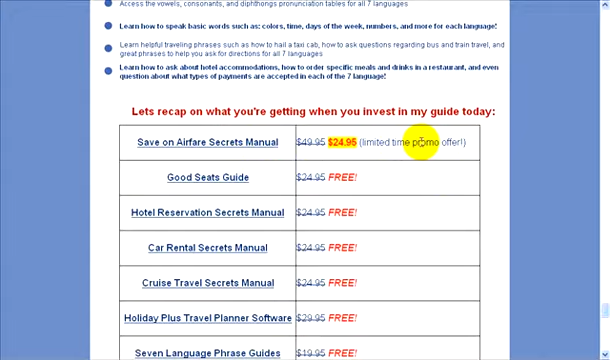 Access the vowels, consonants, and diphthongs pronunciation tables for all 7 languages
Learn how to speak basic words such as: colors, time, days of the week, numbers, and more for each language!
Learn helpful traveling phrases such as how to hail a taxi cab, how to ask questions regarding bus and train travel, and
great phrases to help you ask for directions for all 7 languages
Learn how to ask about hotel accommodations, how to order specific meals and drinks in a restaurant, and even
question about what types of payments are accepted in each of the 7 language!
Lets recap on what you're getting when you invest in my guide today:
Save on Airfare Secrets Manual $49.95 $24.95 (limited time promo offer!)
Good Seats Guide $24.95 FREE!
Hotel Reservation Secrets Manual $24.95 FREE!
Car Rental Secrets Manual $24.95 FREE!
Cruise Travel Secrets Manual $24.95 FREE!
Holiday Plus Travel Planner Software $29.95 FREE!
Seven Language Phrase Guides $19.95 FREE!